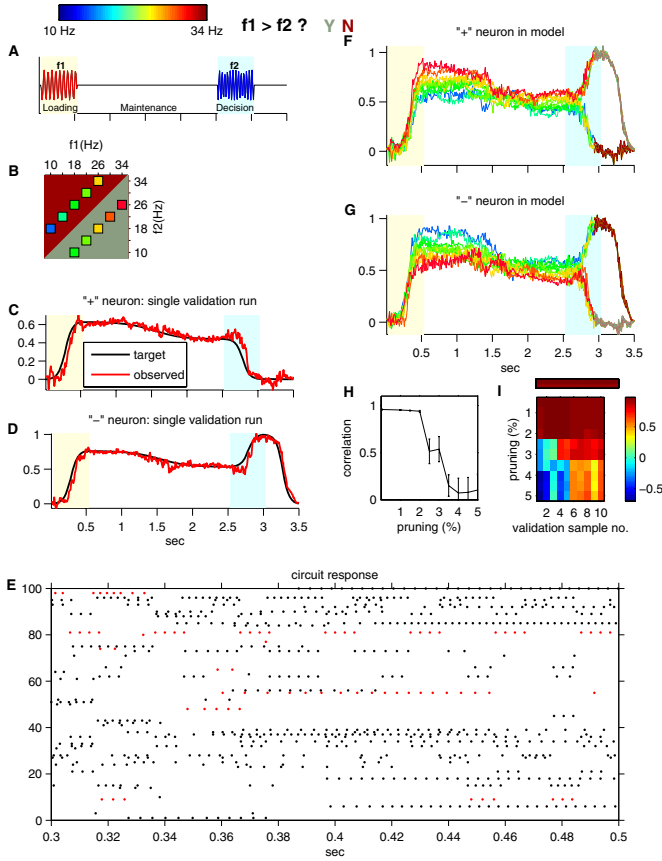 10 Hz 34 Hz
f1 > f2 ? Y N
A
f1 f2
Loading Maintenance Decision
B
f1(Hz)
10 18 26 34
34
26
18
10
f2(Hz)
C
"+" neuron: single validation run
0.6
0.4
0.2
0
target
observed
D
"–" neuron: single validation run
1
0.5
0
0.5 1.5 2.5 3.5
sec
F
"+" neuron in model
1
0.5
0
G
"–" neuron in model
1
0.5
0
0.5 1 1.5 2 2.5 3 3.5
sec
H
1
0.5
0
correlation
1 2 3 4 5
pruning (%)
I
1
2
3
4
5
pruning (%)
2 4 6 8 10
validation sample no.
0.5
0
−0.5
E
circuit response
100
80
60
40
20
0
0.3 0.32 0.34 0.36 0.38 0.4 0.42 0.44 0.46 0.48 0.5
sec